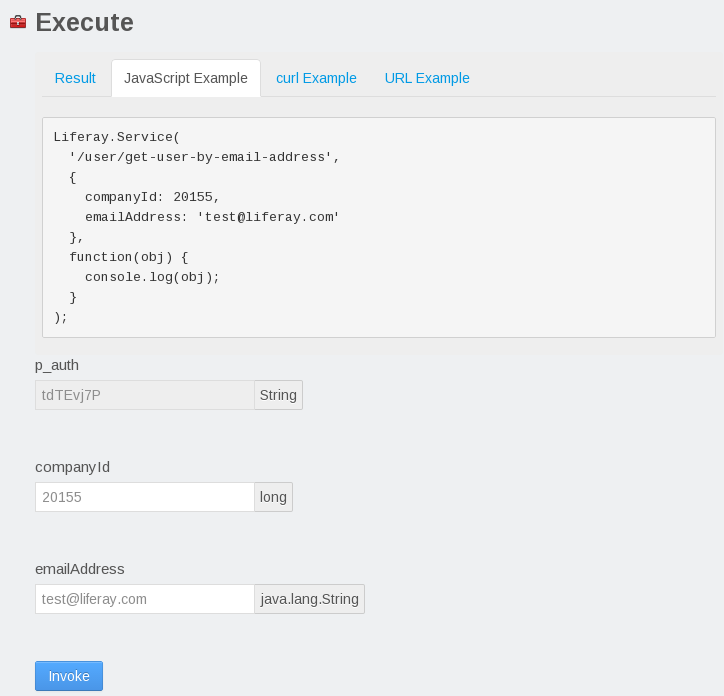 Execute
Result JavaScript Example curl Example URL Example
Liferay.Service(
  '/user/get-user-by-email-address',
  {
    companyId: 20155,
    emailAddress: 'test@liferay.com'
  },
  function(obj) {
    console.log(obj);
  }
);
p_auth
tdTEvj7P String
companyId
20155 long
emailAddress
test@liferay.com java.lang.String
Invoke